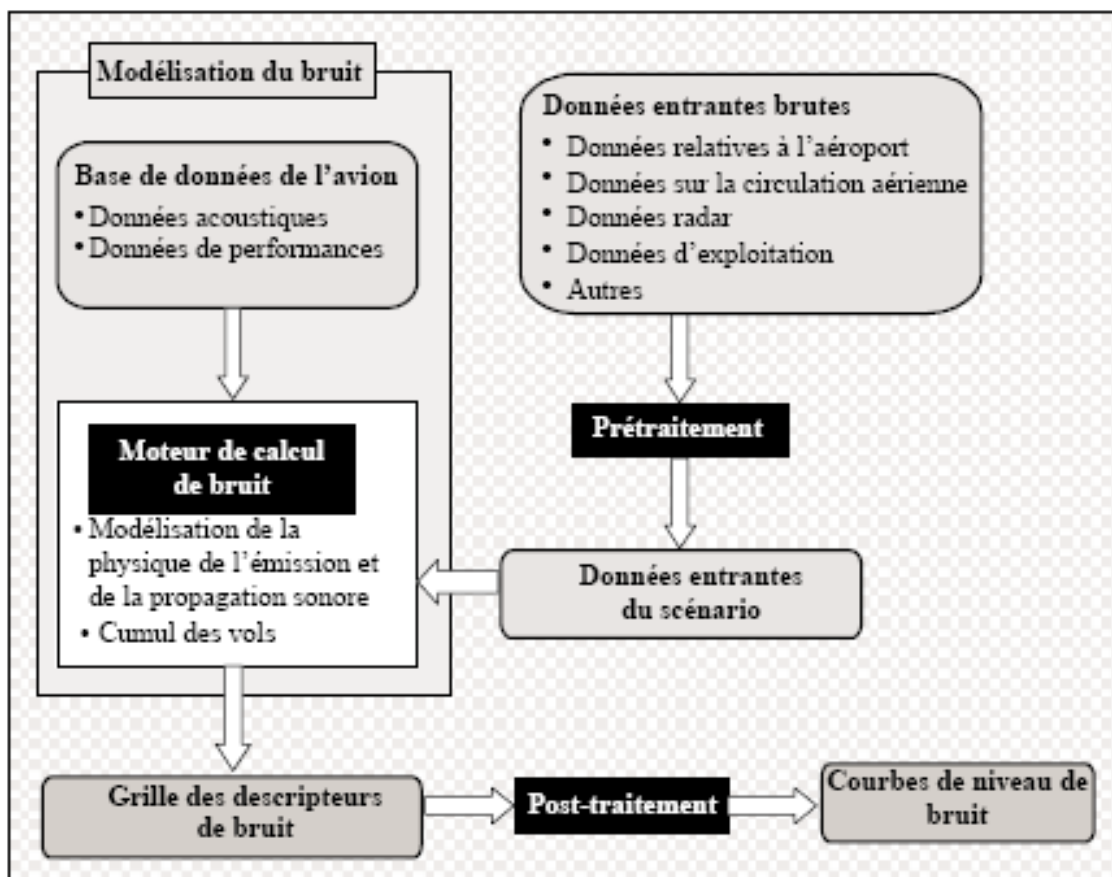 Modélisation du bruit
Base de données de l’avion
• Données acoustiques
• Données de performances
Moteur de calcul
de bruit
• Modélisation de la
physique de l’émission et
de la propagation sonore
• Cumul des vols
Données entrantes brutes
• Données relatives à l’aéroport
• Données sur la circulation aérienne
• Données radar
• Données d’exploitation
• Autres
Prétraitement
Données entrantes
du scénario
Grille des descripteurs
de bruit
Post-traitement
Courbes de niveau de
bruit